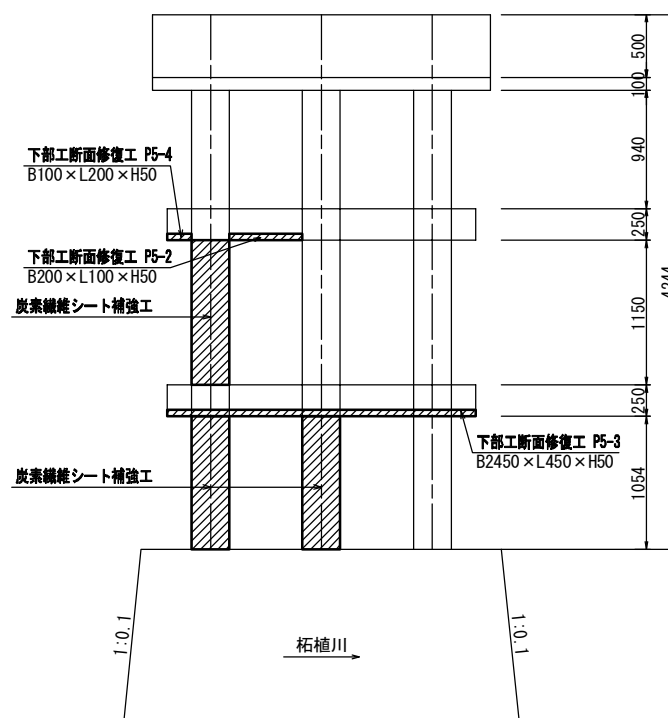 500
100
940
下部工断面修復工 P5-4
B100×L200×H50
250
下部工断面修復工 P5-2
B200×L100×H50
4244
炭素繊維シート補強工
1150
250
下部工断面修復工 P5-3
B2450×L450×H50
炭素繊維シート補強工
1054
1:0.1
1:0.1
柘植川